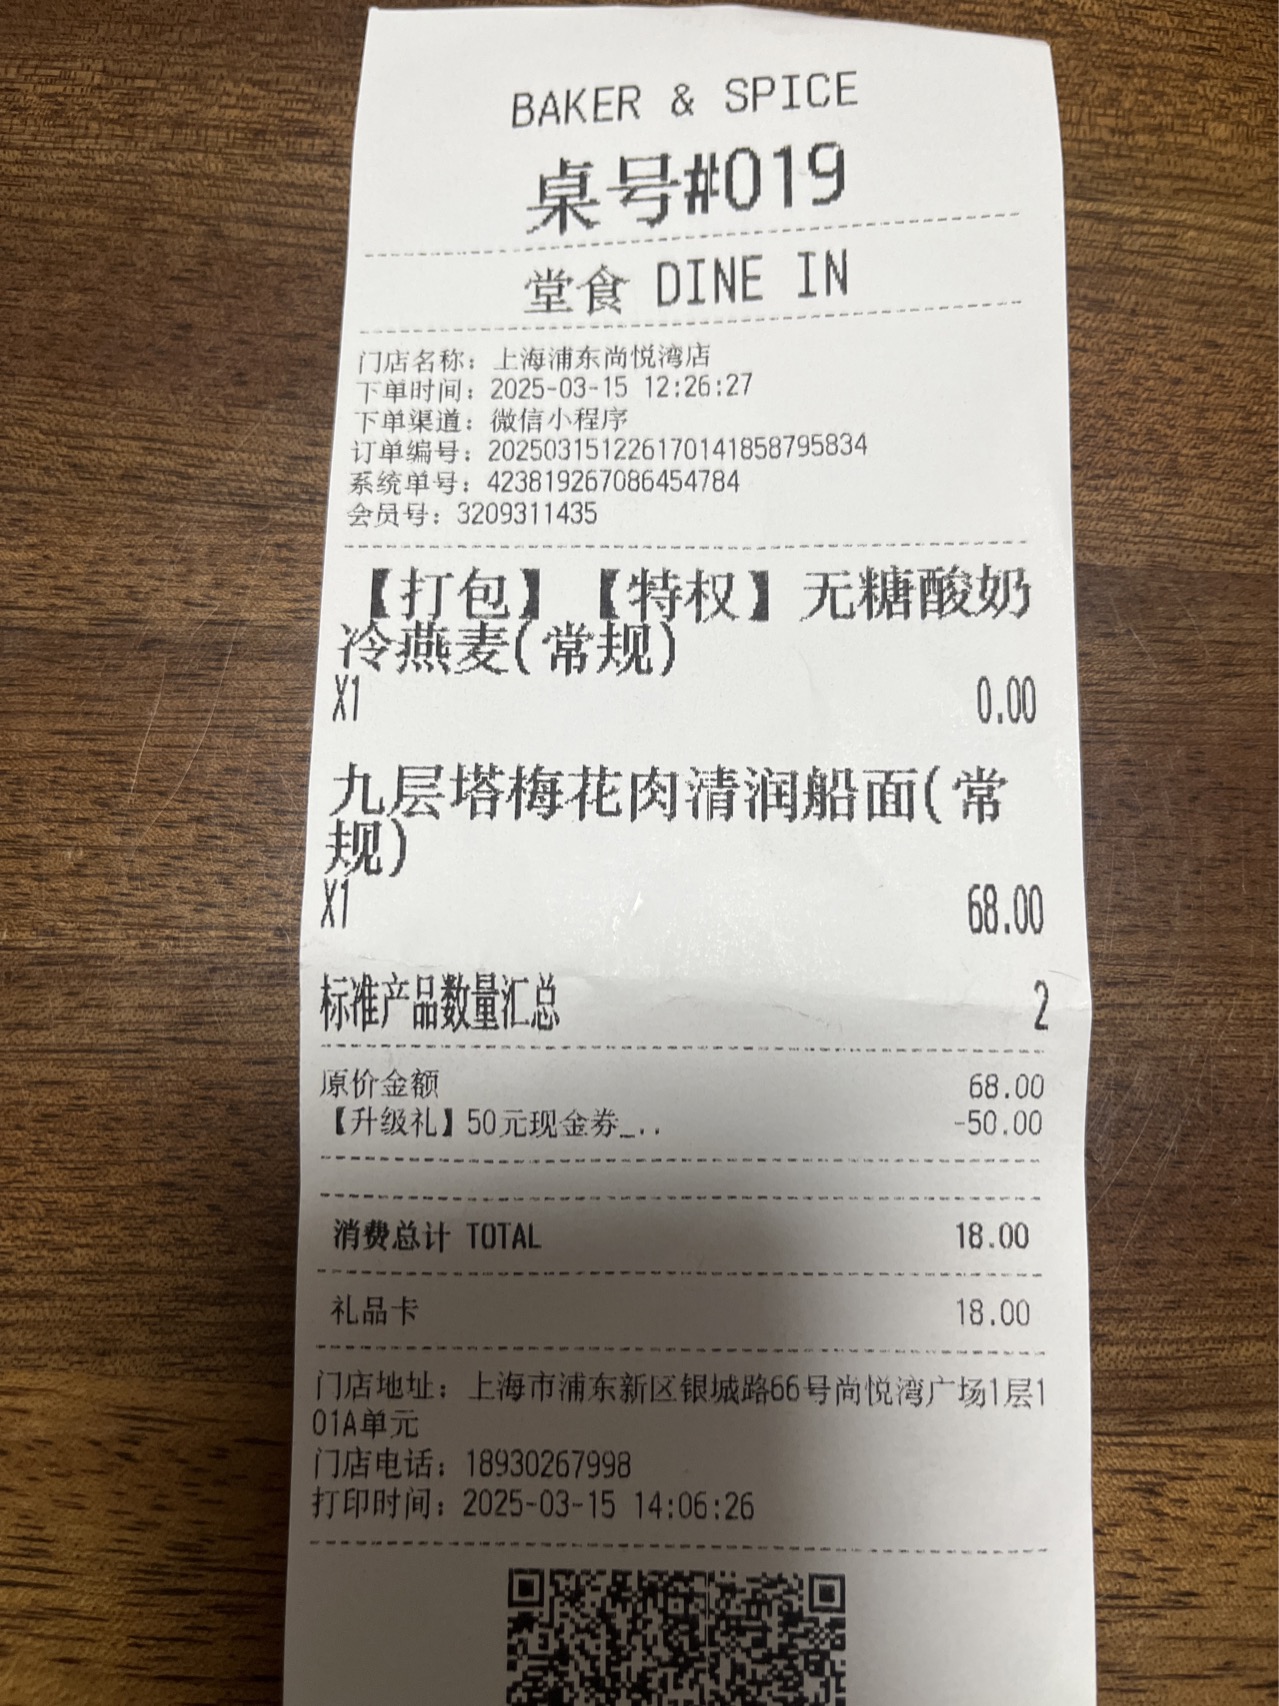 BAKER & SPICE
桌号#019
堂食 DINE IN
门店名称：上海浦东尚悦湾店
下单时间：2025-03-15 12:26:27
下单渠道：微信小程序
订单编号：2025031512261701418587958​34
系统单号：423819267086454784
会员号：3209311435
【打包】【特权】无糖酸奶
冷燕麦(常规)
X1 0.00
九层塔梅花肉清润船面(常
规)
X1 68.00
标准产品数量汇总 2
原价金额 68.00
【升级礼】50元现金券_.. -50.00
消费总计 TOTAL 18.00
礼品卡 18.00
门店地址：上海市浦东新区银城路66号尚悦湾广场1层1
01A单元
门店电话：18930267998
打印时间：2025-03-15 14:06:26